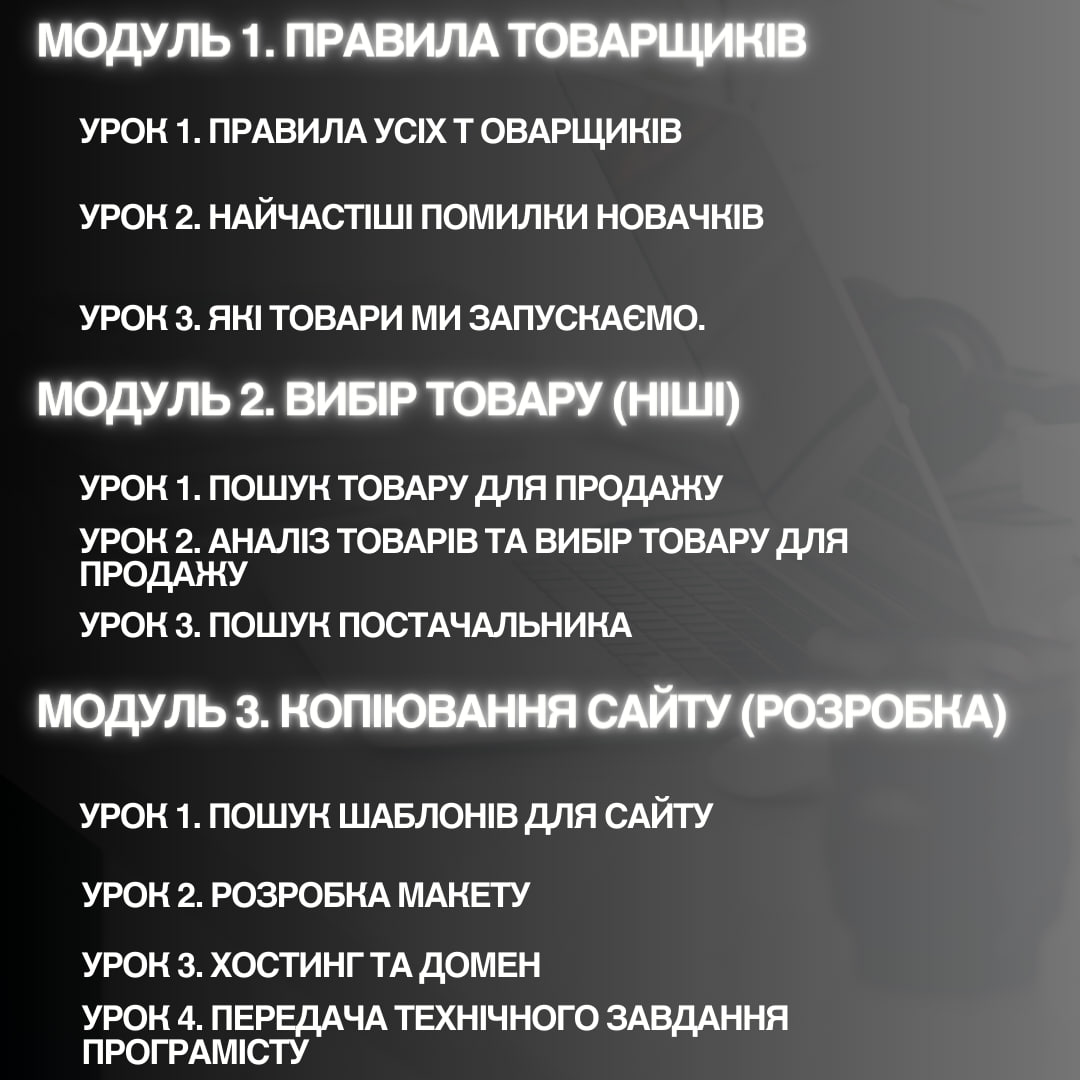 МОДУЛЬ 1. ПРАВИЛА ТОВАРЩИКІВ
УРОК 1. ПРАВИЛА УСІХ Т ОВАРЩИКІВ
УРОК 2. НАЙЧАСТІШІ ПОМИЛКИ НОВАЧКІВ
УРОК 3. ЯКІ ТОВАРИ МИ ЗАПУСКАЄМО.
МОДУЛЬ 2. ВИБІР ТОВАРУ (НІШІ)
УРОК 1. ПОШУК ТОВАРУ ДЛЯ ПРОДАЖУ
УРОК 2. АНАЛІЗ ТОВАРІВ ТА ВИБІР ТОВАРУ ДЛЯ
ПРОДАЖУ
УРОК 3. ПОШУК ПОСТАЧАЛЬНИКА
МОДУЛЬ 3. КОПІЮВАННЯ САЙТУ (РОЗРОБКА)
УРОК 1. ПОШУК ШАБЛОНІВ ДЛЯ САЙТУ
УРОК 2. РОЗРОБКА МАКЕТУ
УРОК 3. ХОСТИНГ ТА ДОМЕН
УРОК 4. ПЕРЕДАЧА ТЕХНІЧНОГО ЗАВДАННЯ
ПРОГРАМІСТУ